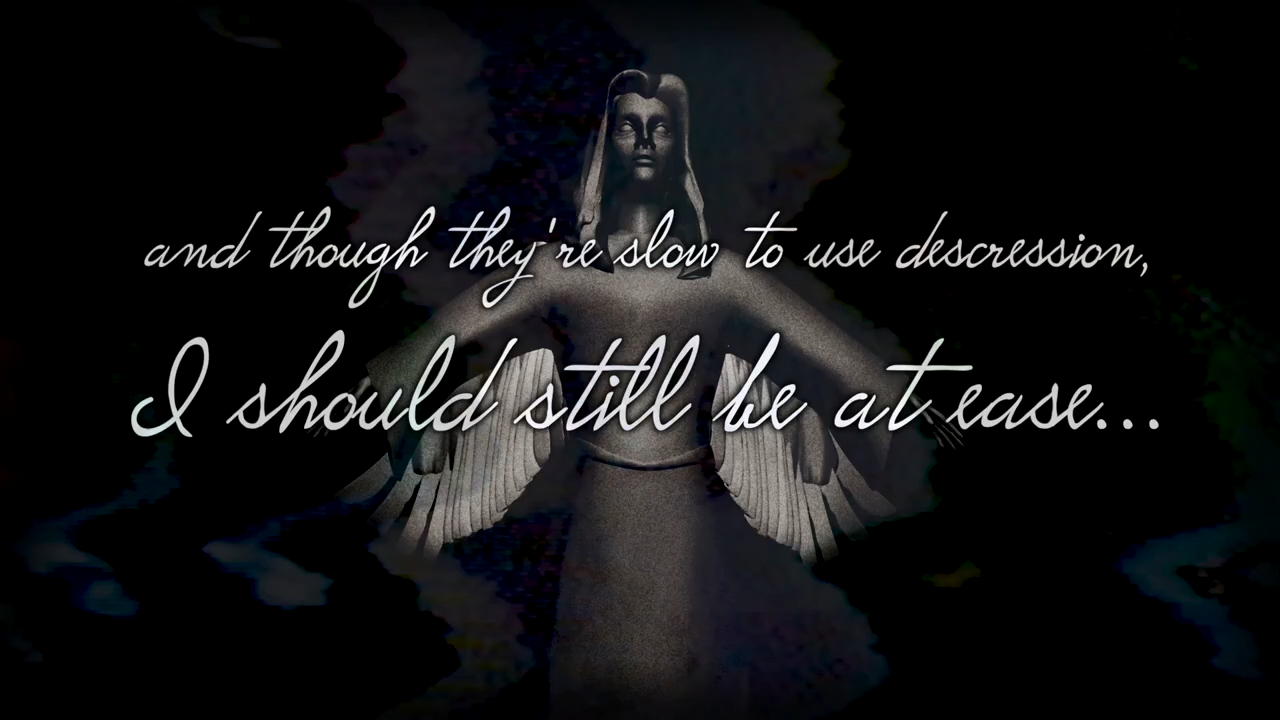 and though they're slow to use descression,
I should still be at ease...